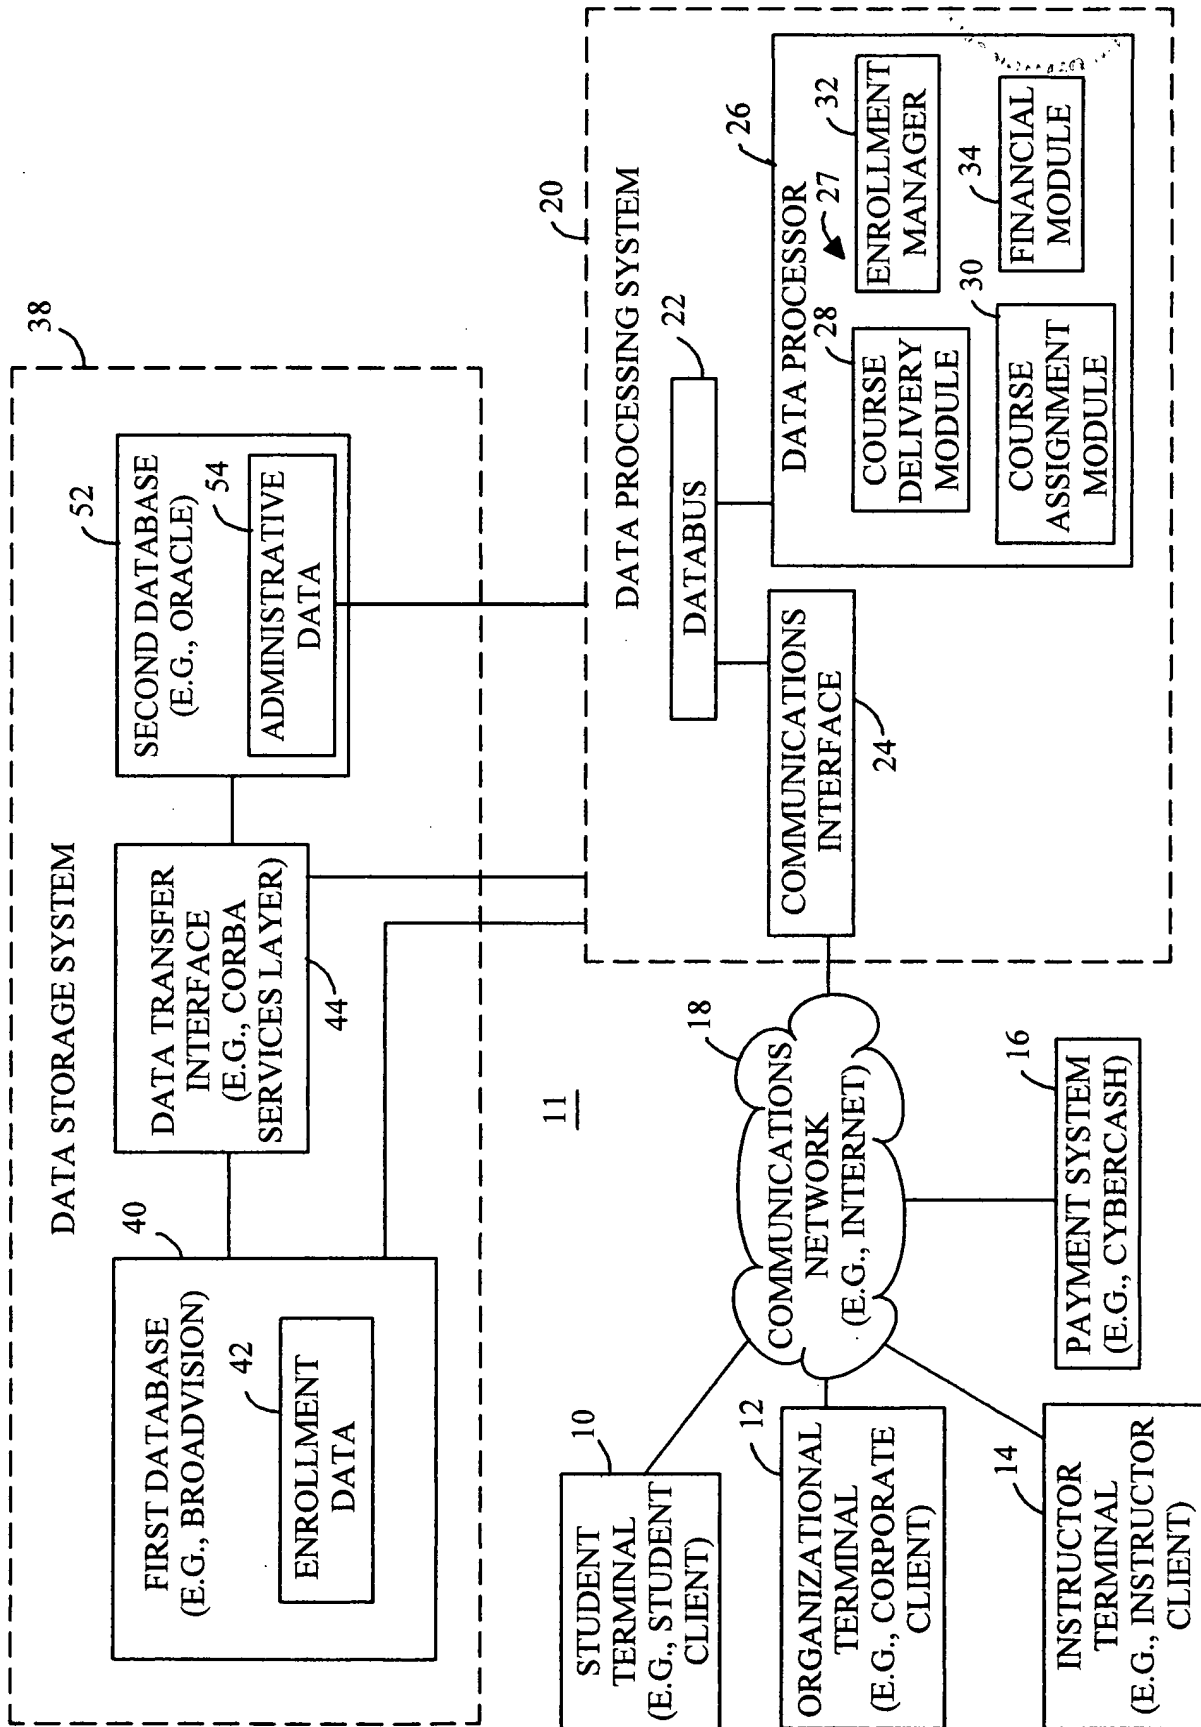 DATA STORAGE SYSTEM
38
40
FIRST DATABASE
(E.G., BROADVISION)
42
ENROLLMENT
DATA
DATA TRANSFER
INTERFACE
(E.G., CORBA
SERVICES LAYER)
44
52
SECOND DATABASE
(E.G., ORACLE)
54
ADMINISTRATIVE
DATA
11
10
STUDENT
TERMINAL
(E.G., STUDENT
CLIENT)
12
ORGANIZATIONAL
TERMINAL
(E.G., CORPORATE
CLIENT)
14
INSTRUCTOR
TERMINAL
(E.G., INSTRUCTOR
CLIENT)
18
COMMUNICATIONS
NETWORK
(E.G., INTERNET)
16
PAYMENT SYSTEM
(E.G., CYBERCASH)
20
DATA PROCESSING SYSTEM
22
DATABUS
COMMUNICATIONS
INTERFACE
24
26
DATA PROCESSOR
27
28
COURSE
DELIVERY
MODULE
32
ENROLLMENT
MANAGER
30
COURSE
ASSIGNMENT
MODULE
34
FINANCIAL
MODULE